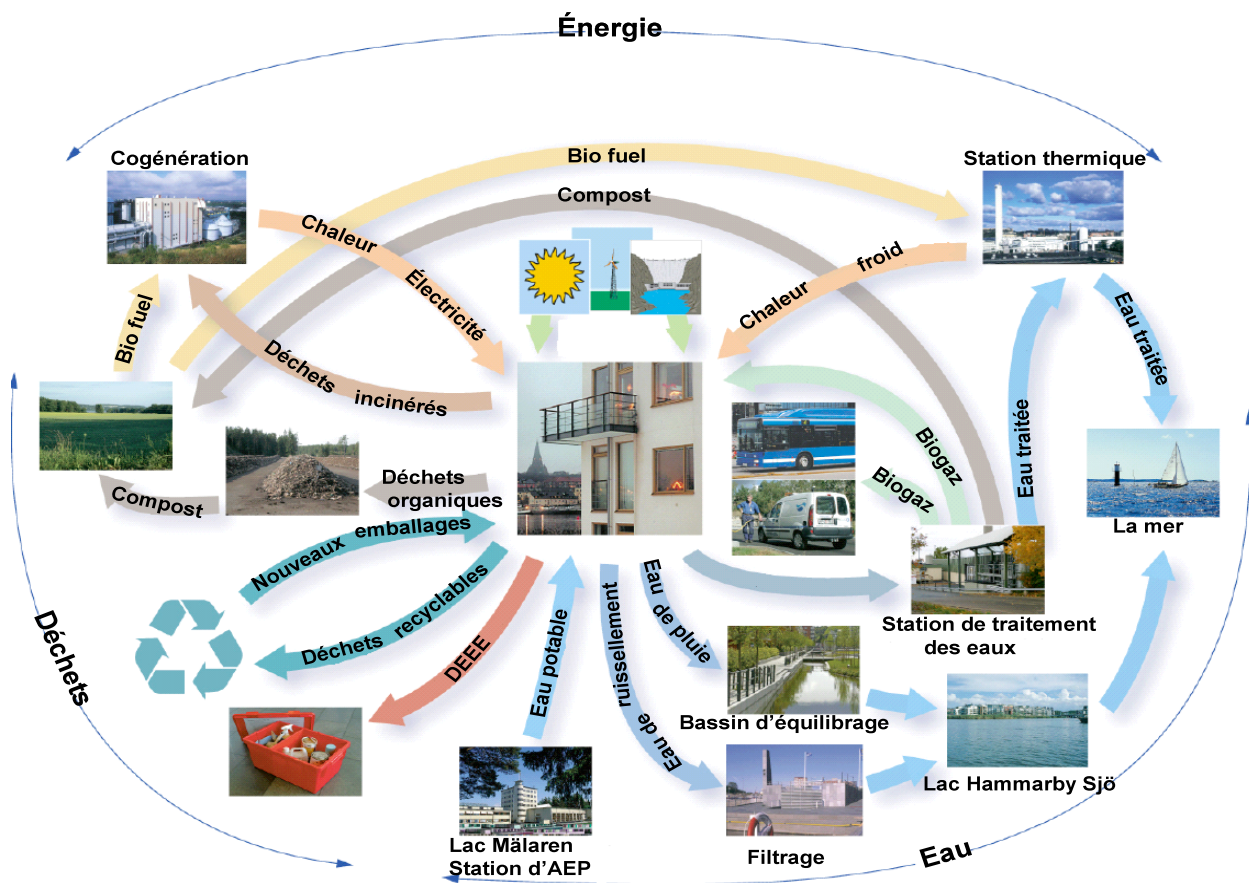 Énergie
Cogénération
Bio fuel
Station thermique
Compost
Chaleur
Électricité
Chaleur froid
Bio fuel
Déchets incinérés
Eau traitée
Eau traitée
Biogaz
Biogaz
Déchets
organiques
Compost
Nouveaux emballages
La mer
Déchets recyclables
DEEE
Eau potable
Eau de ruissellement
Eau de pluie
Station de traitement
des eaux
Déchets
Bassin d’équilibrage
Lac Hammarby Sjö
Lac Mälaren
Station d’AEP
Filtrage
Eau